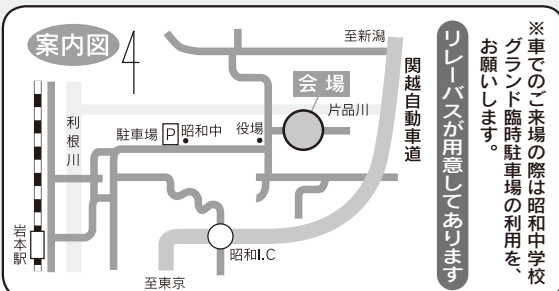 案内図
至新潟
関越自動車道
会場
片品川
利根川
駐車場 P 昭和中
役場
岩本駅
昭和I.C
至東京
※車でのご来場の際は昭和中学校
グランド臨時駐車場の利用を、
お願いします。
リレーバスが用意してあります